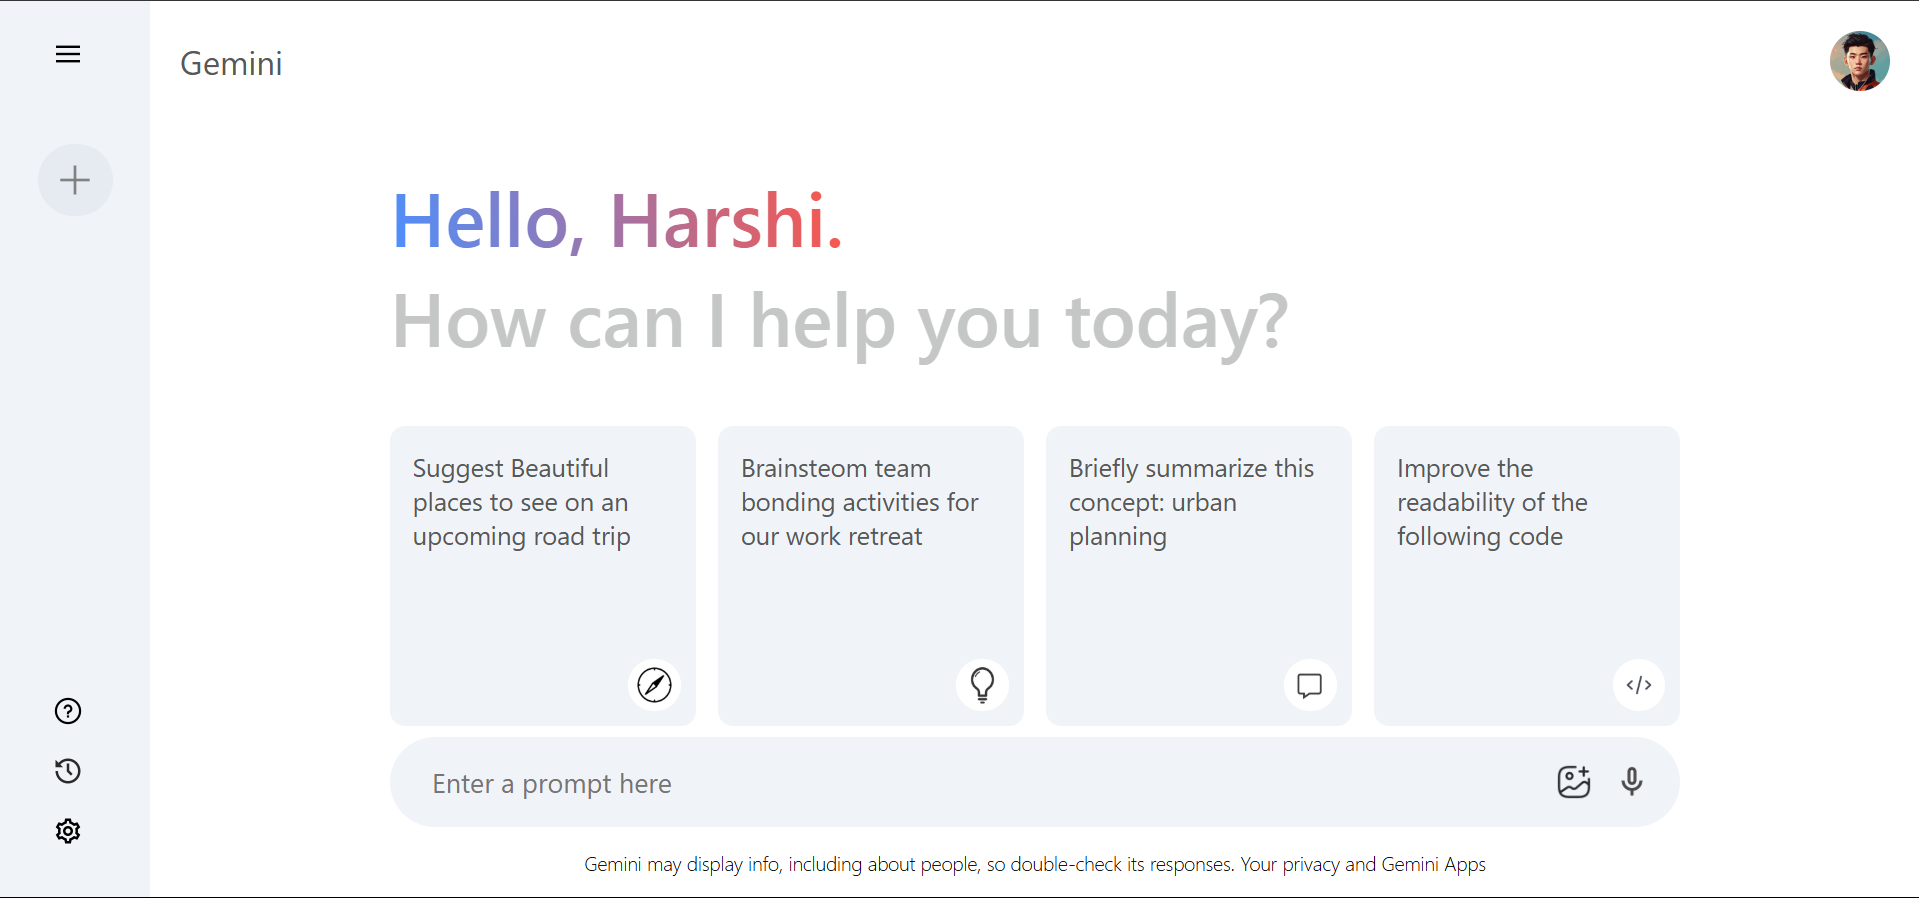 Gemini
Hello, Harshi.
How can I help you today?
Suggest Beautiful
places to see on an
upcoming road trip
Brainsteom team
bonding activities for
our work retreat
Briefly summarize this
concept: urban
planning
Improve the
readability of the
following code
Enter a prompt here
Gemini may display info, including about people, so double-check its responses. Your privacy and Gemini Apps